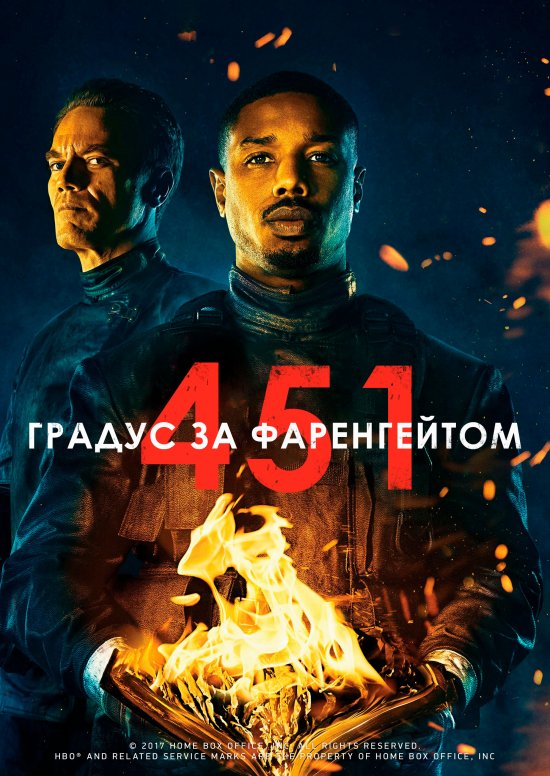 451
ГРАДУС ЗА ФАРЕНГЕЙТОМ
© 2017 HOME BOX OFFICE, INC. ALL RIGHTS RESERVED.
HBO® AND RELATED SERVICE MARKS ARE THE PROPERTY OF HOME BOX OFFICE, INC